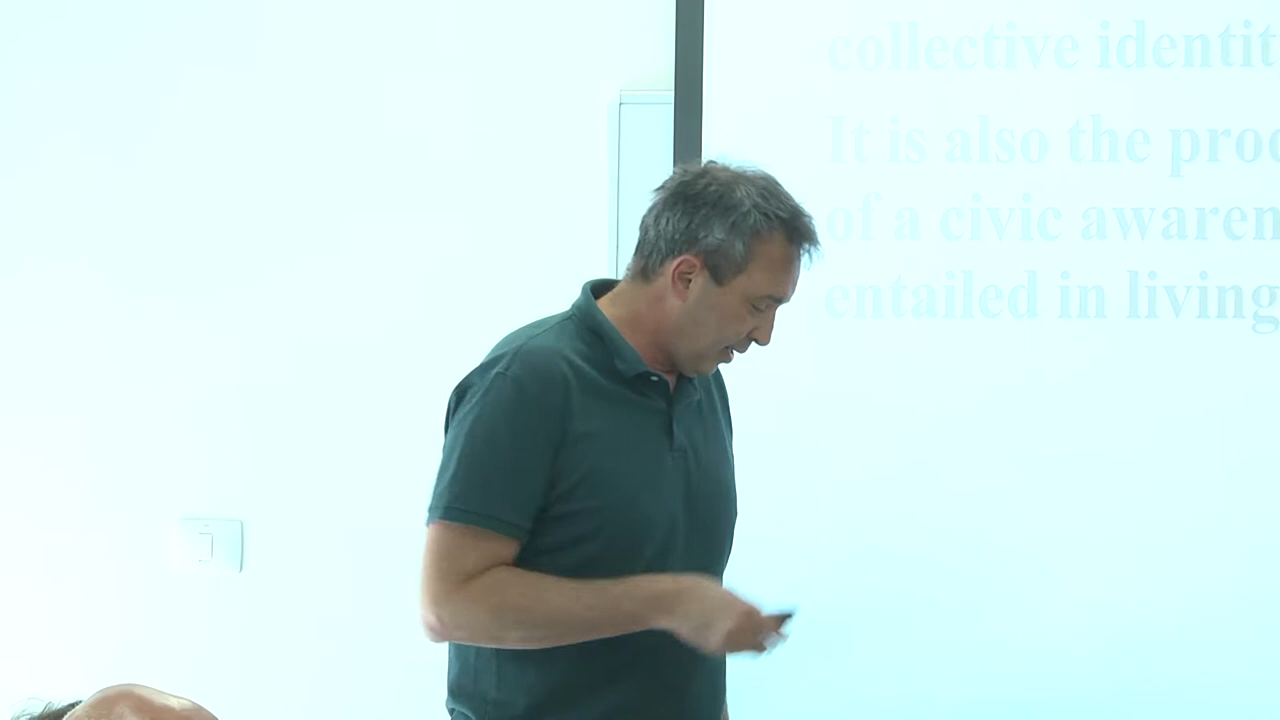 collective identit
It is also the proc
of a civic awaren
entailed in living